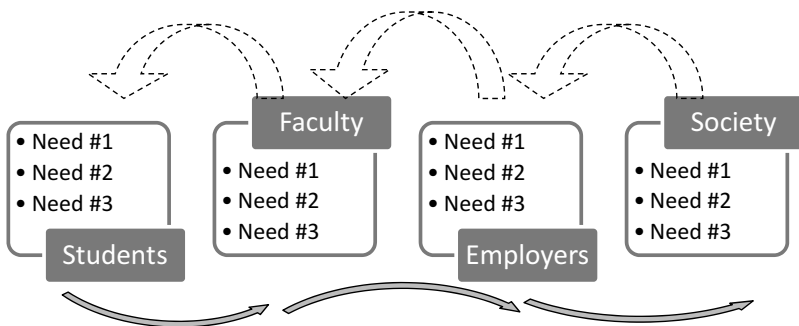 • Need #1
• Need #2
• Need #3
Students
Faculty
• Need #1
• Need #2
• Need #3
• Need #1
• Need #2
• Need #3
Employers
Society
• Need #1
• Need #2
• Need #3